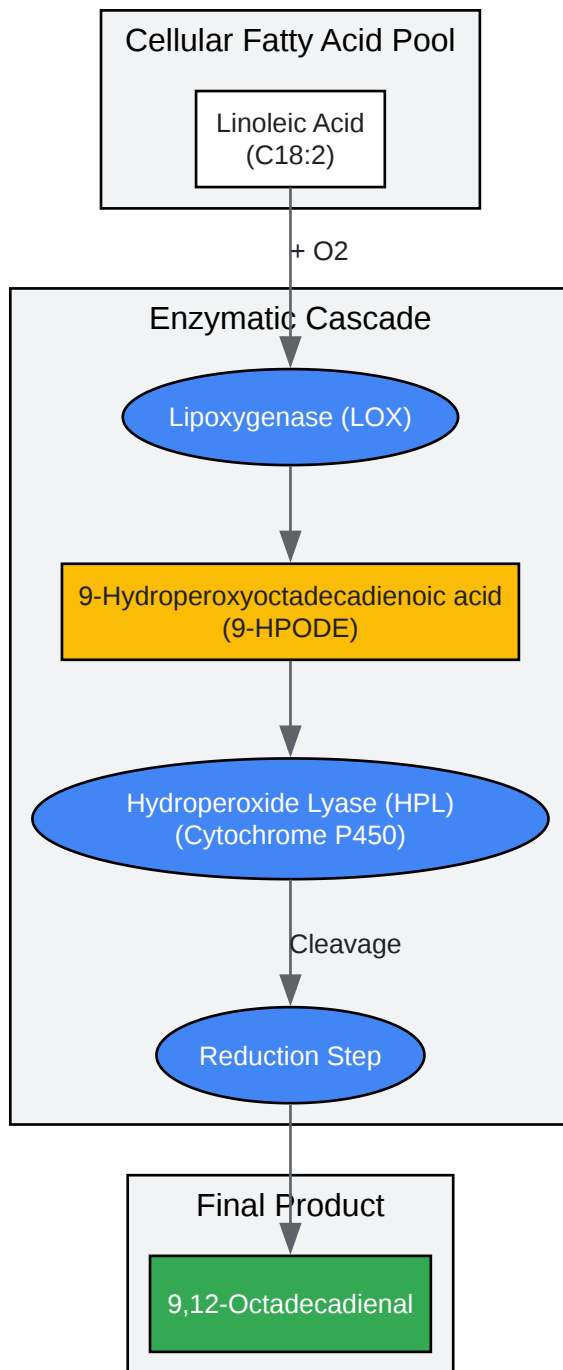 Cellular Fatty Acid Pool
Linoleic Acid
(C18:2)
+ O2
Enzymatic Cascade
Lipoxygenase (LOX)
9-Hydroperoxyoctadecadienoic acid
(9-HPODE)
Hydroperoxide Lyase (HPL)
(Cytochrome P450)
Cleavage
Reduction Step
Final Product
9,12-Octadecadienal